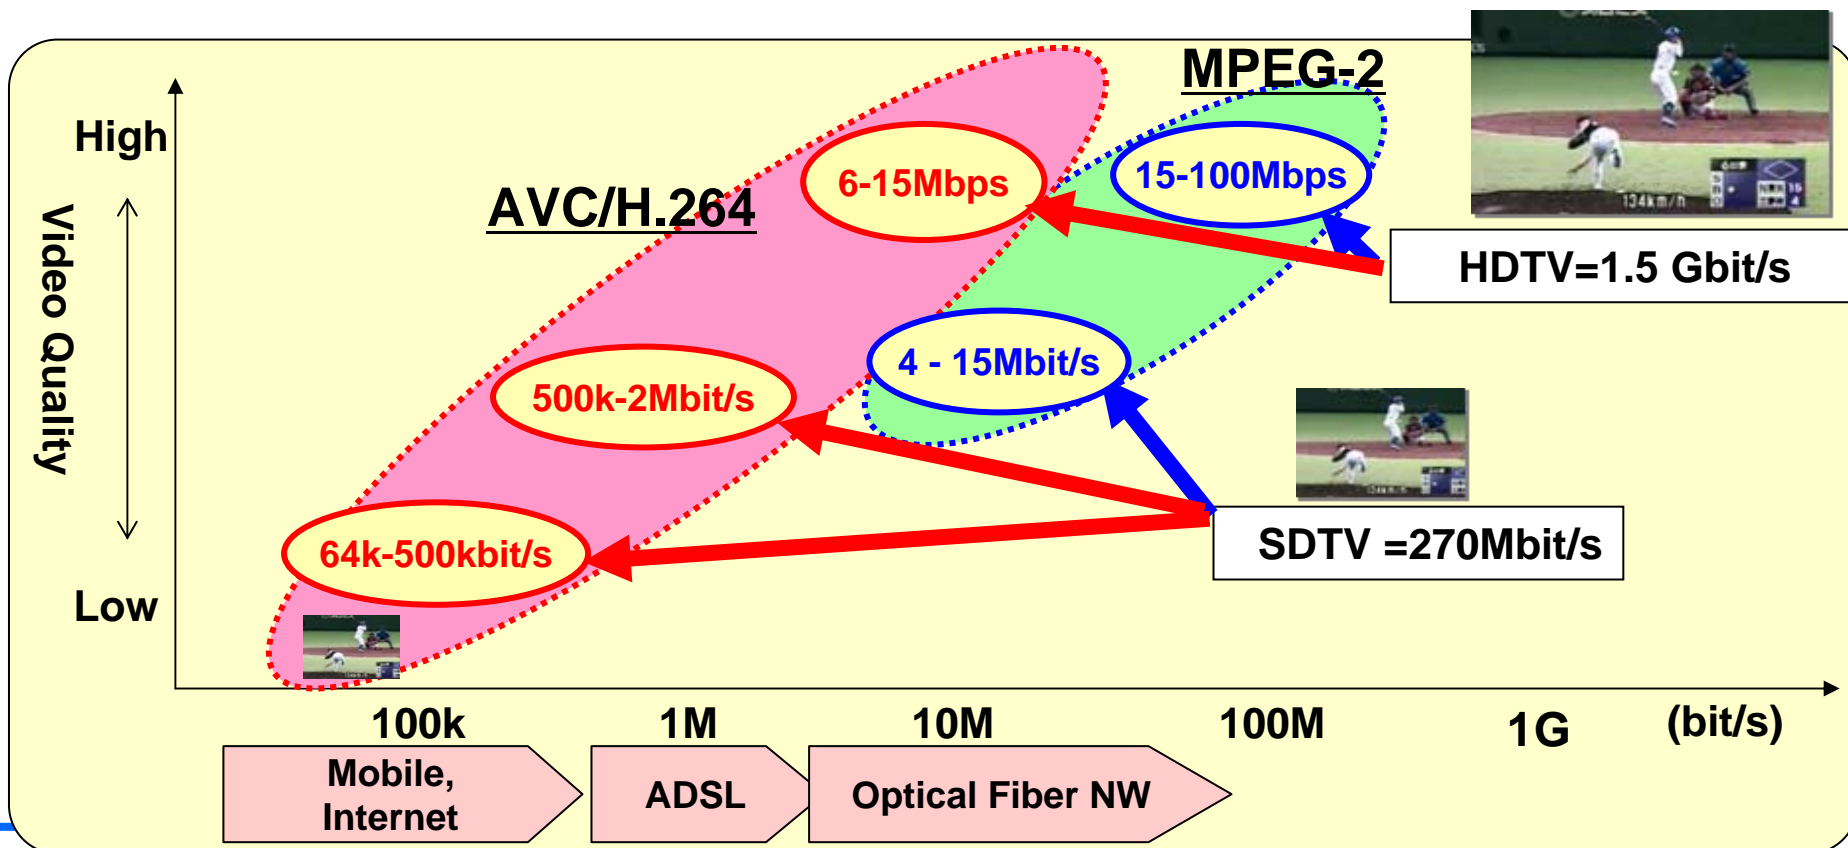 MPEG-2
High
6-15Mbps
15-100Mbps
AVC/H.264
134km/h
HDTV=1.5 Gbit/s
Video Quality
4 - 15Mbit/s
500k-2Mbit/s
64k-500kbit/s
SDTV =270Mbit/s
Low
100k
1M
10M
100M
1G
(bit/s)
Mobile,
Internet
ADSL
Optical Fiber NW